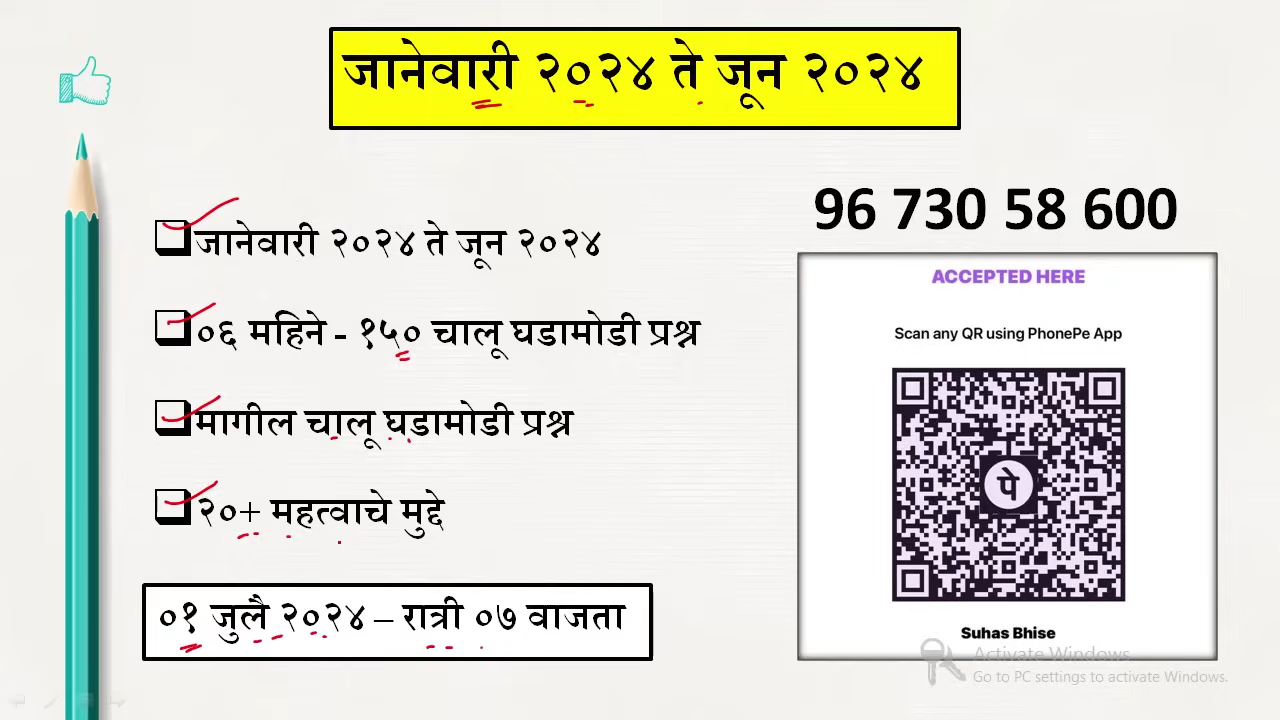 जानेवारी २०२४ ते जून २०२४
96 730 58 600
जानेवारी २०२४ ते जून २०२४
०६ महिने - १५० चालू घडामोडी प्रश्न
मागील चालू घडामोडी प्रश्न
२०+ महत्वाचे मुद्दे
०१ जुलै २०२४ – रात्री ०७ वाजता
ACCEPTED HERE
Scan any QR using PhonePe App
पे
Suhas Bhise
Activate Windows
Go to PC settings to activate Windows.